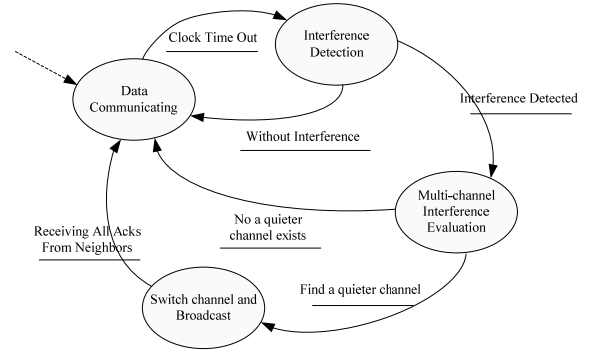 Clock Time Out
Interference
Detection
Data
Communicating
Interference Detected
Without Interference
Multi-channel
Interference
Evaluation
No a quieter
channel exists
Receiving All Acks
From Neighbors
Find a quieter channel
Switch channel and
Broadcast